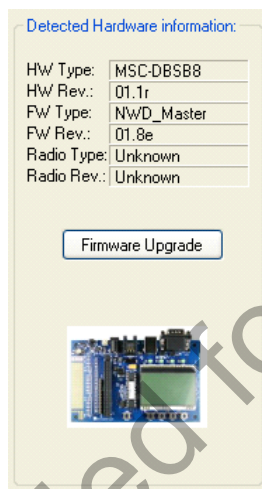 Detected Hardware information:
HW Type: MSC-DBSB8
HW Rev.: 01.1r
FW Type: NWD_Master
FW Rev.: 01.8e
Radio Type: Unknown
Radio Rev.: Unknown
Firmware Upgrade